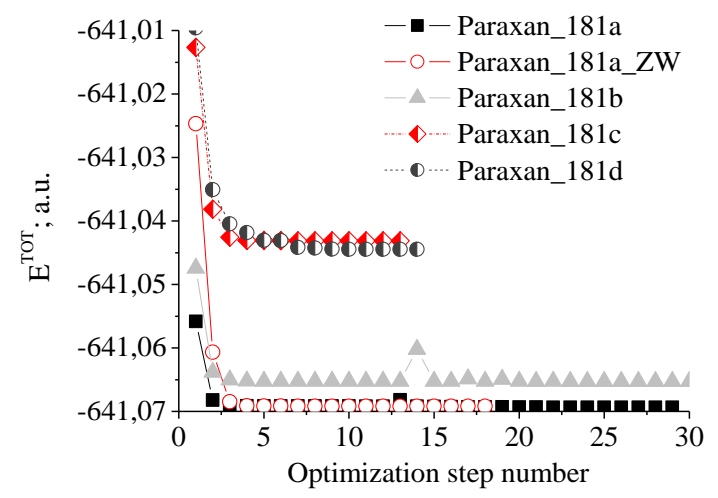 -641,01
-641,02
-641,03
-641,04
-641,05
-641,06
-641,07
E^TOT; a.u.
0
5
10
15
20
25
30
Optimization step number
Paraxan_181a
Paraxan_181a_ZW
Paraxan_181b
Paraxan_181c
Paraxan_181d